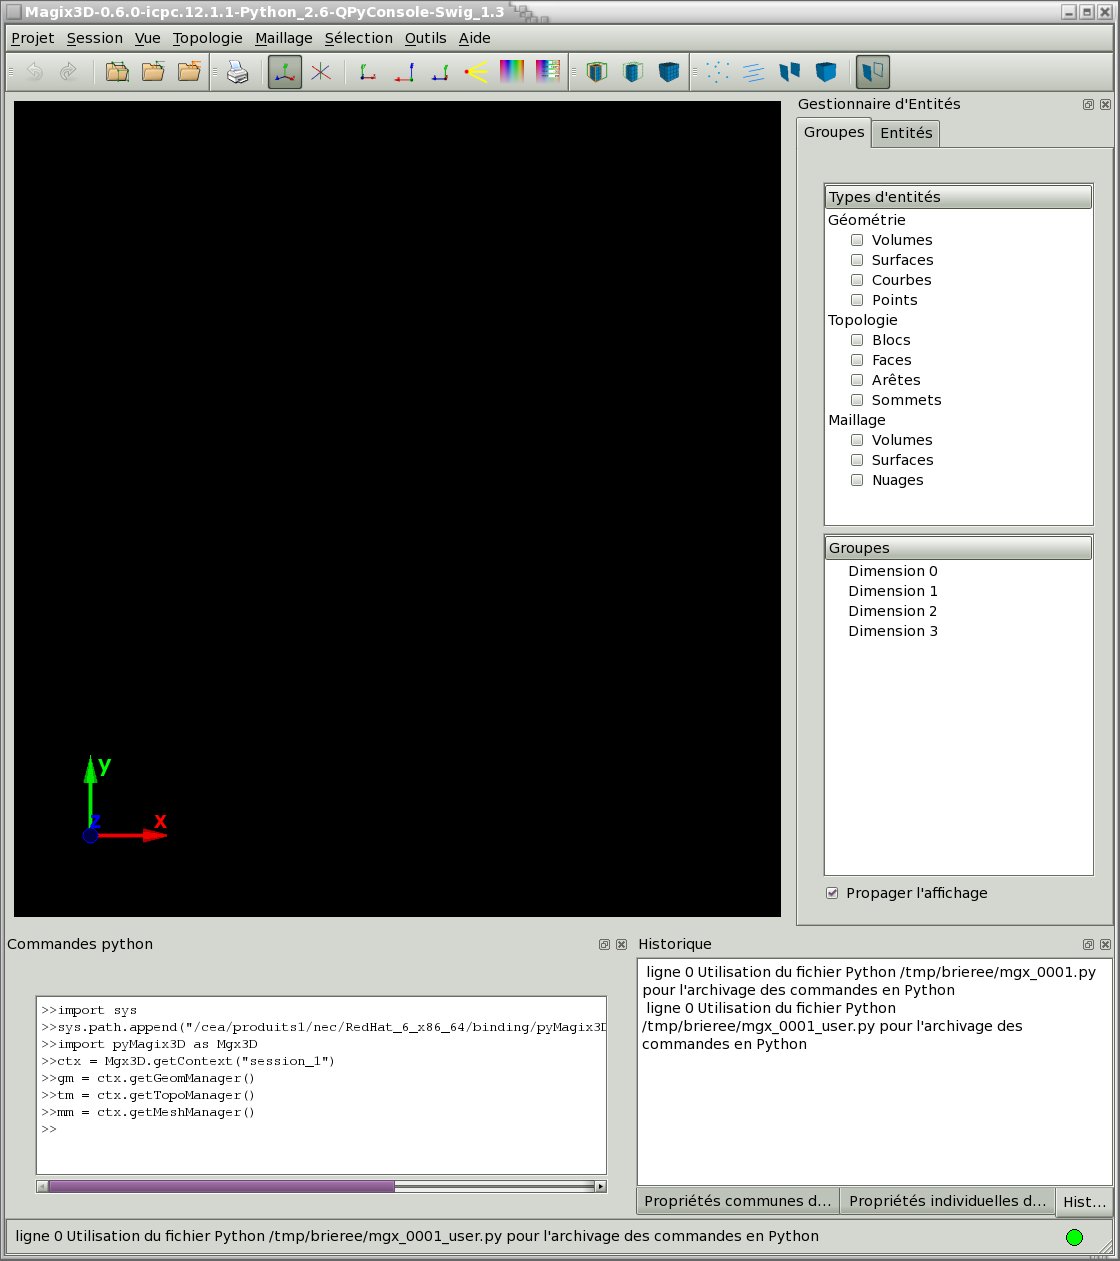 Magix3D-0.6.0-icpc.12.1.1-Python_2.6-QPyConsole-Swig_1.3
Projet Session Vue Topologie Maillage Sélection Outils Aide
Gestionnaire d'Entités
Groupes Entités
Types d'entités
Géométrie
Volumes
Surfaces
Courbes
Points
Topologie
Blocs
Faces
Arêtes
Sommets
Maillage
Volumes
Surfaces
Nuages
Groupes
Dimension 0
Dimension 1
Dimension 2
Dimension 3
Propager l'affichage
y
z x
Commandes python
>>import sys
>>sys.path.append("/cea/produits1/nec/RedHat_6_x86_64/binding/pyMagix3D
>>import pyMagix3D as Mgx3D
>>ctx = Mgx3D.getContext("session_1")
>>gm = ctx.getGeomManager()
>>tm = ctx.getTopoManager()
>>mm = ctx.getMeshManager()
>>
Historique
ligne 0 Utilisation du fichier Python /tmp/brieree/mgx_0001.py
pour l'archivage des commandes en Python
ligne 0 Utilisation du fichier Python
/tmp/brieree/mgx_0001_user.py pour l'archivage des
commandes en Python
Propriétés communes d... Propriétés individuelles d... Hist...
ligne 0 Utilisation du fichier Python /tmp/brieree/mgx_0001_user.py pour l'archivage des commandes en Python